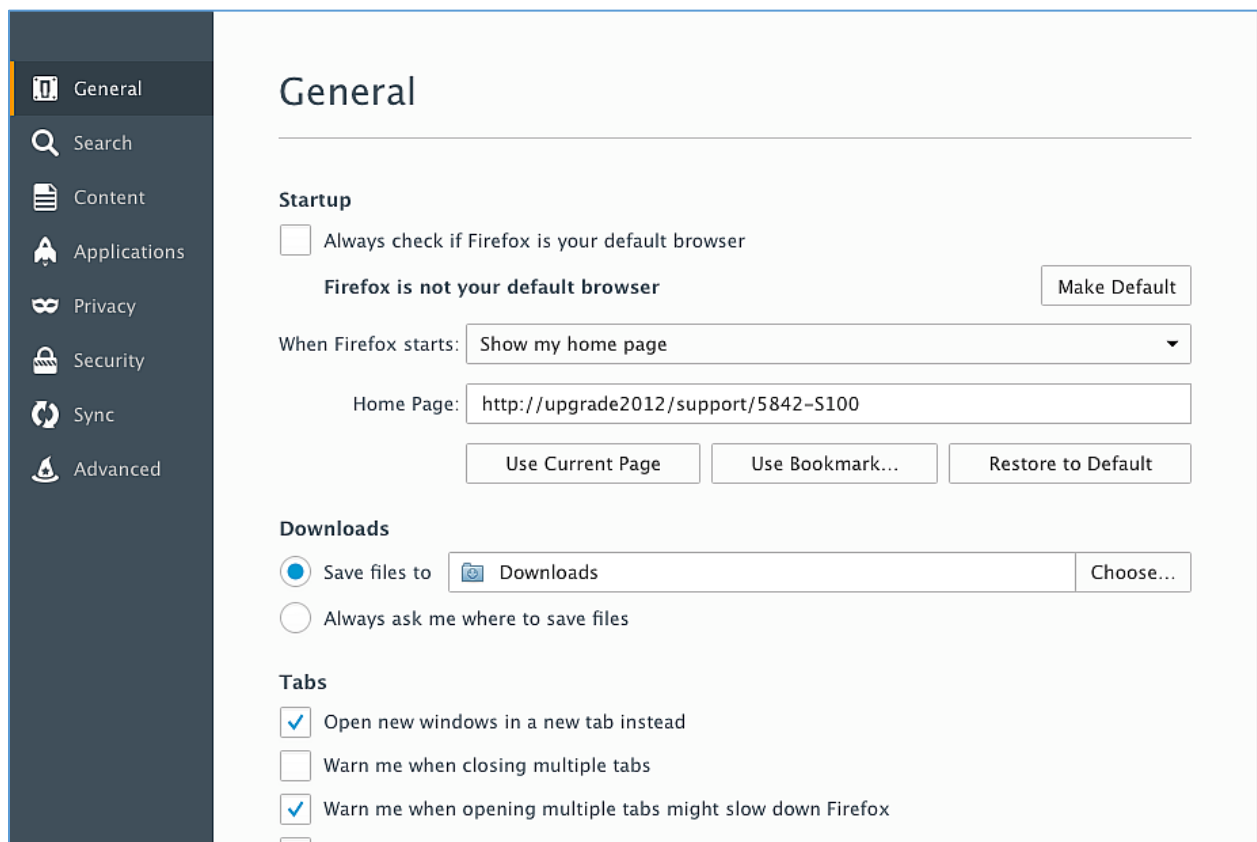 General
Search
Content
Applications
Privacy
Security
Sync
Advanced
General
Startup
Always check if Firefox is your default browser
Firefox is not your default browser
Make Default
When Firefox starts: Show my home page
Home Page: http://upgrade2012/support/5842-S100
Use Current Page Use Bookmark... Restore to Default
Downloads
Save files to Downloads Choose...
Always ask me where to save files
Tabs
Open new windows in a new tab instead
Warn me when closing multiple tabs
Warn me when opening multiple tabs might slow down Firefox